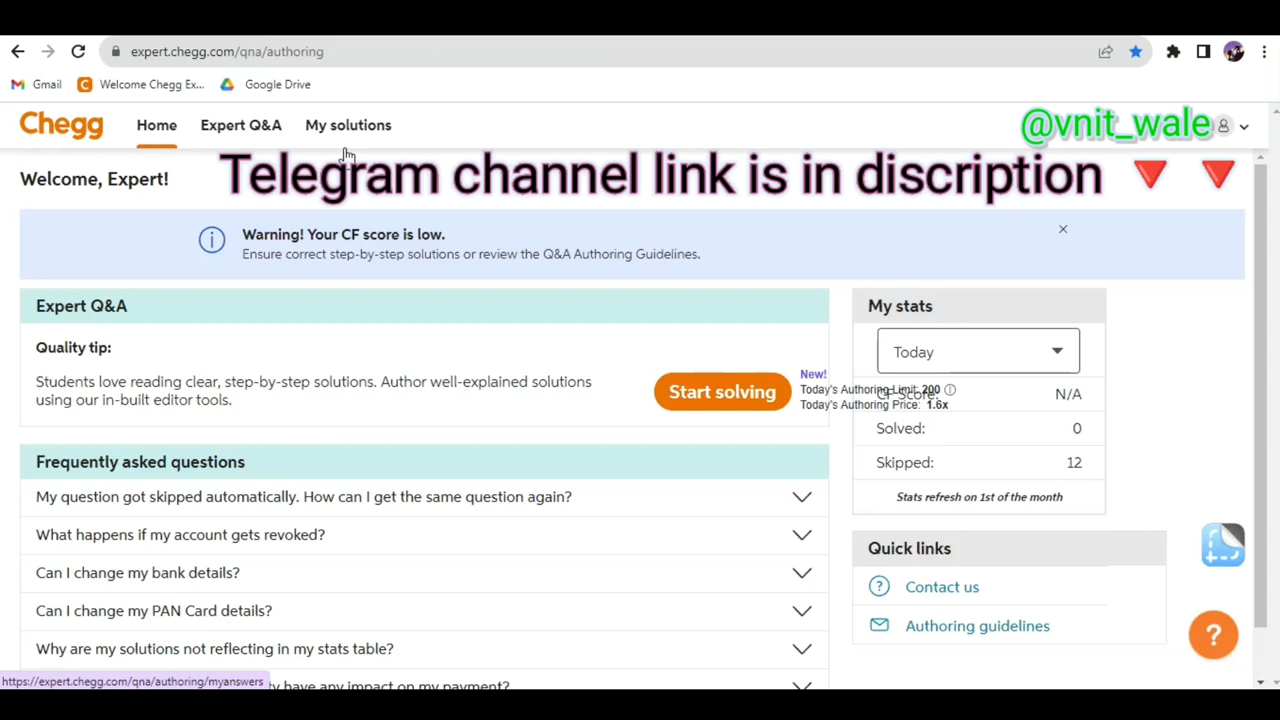 expert.chegg.com/qna/authoring
Gmail Welcome Chegg Ex... Google Drive
Chegg Home Expert Q&A My solutions @vnit_wale
Welcome, Expert! Telegram channel link is in discription
Warning! Your CF score is low.
Ensure correct step-by-step solutions or review the Q&A Authoring Guidelines.
Expert Q&A
Quality tip:
Students love reading clear, step-by-step solutions. Author well-explained solutions
using our in-built editor tools.
Start solving
New!
Today's Authoring Limit: 200
Today's Authoring Price: 1.6x
My stats
Today
CF Score: N/A
Solved: 0
Skipped: 12
Stats refresh on 1st of the month
Frequently asked questions
My question got skipped automatically. How can I get the same question again?
What happens if my account gets revoked?
Can I change my bank details?
Can I change my PAN Card details?
Why are my solutions not reflecting in my stats table?
y have any impact on my payment?
Quick links
Contact us
Authoring guidelines
?
https://expert.chegg.com/qna/authoring/myanswers